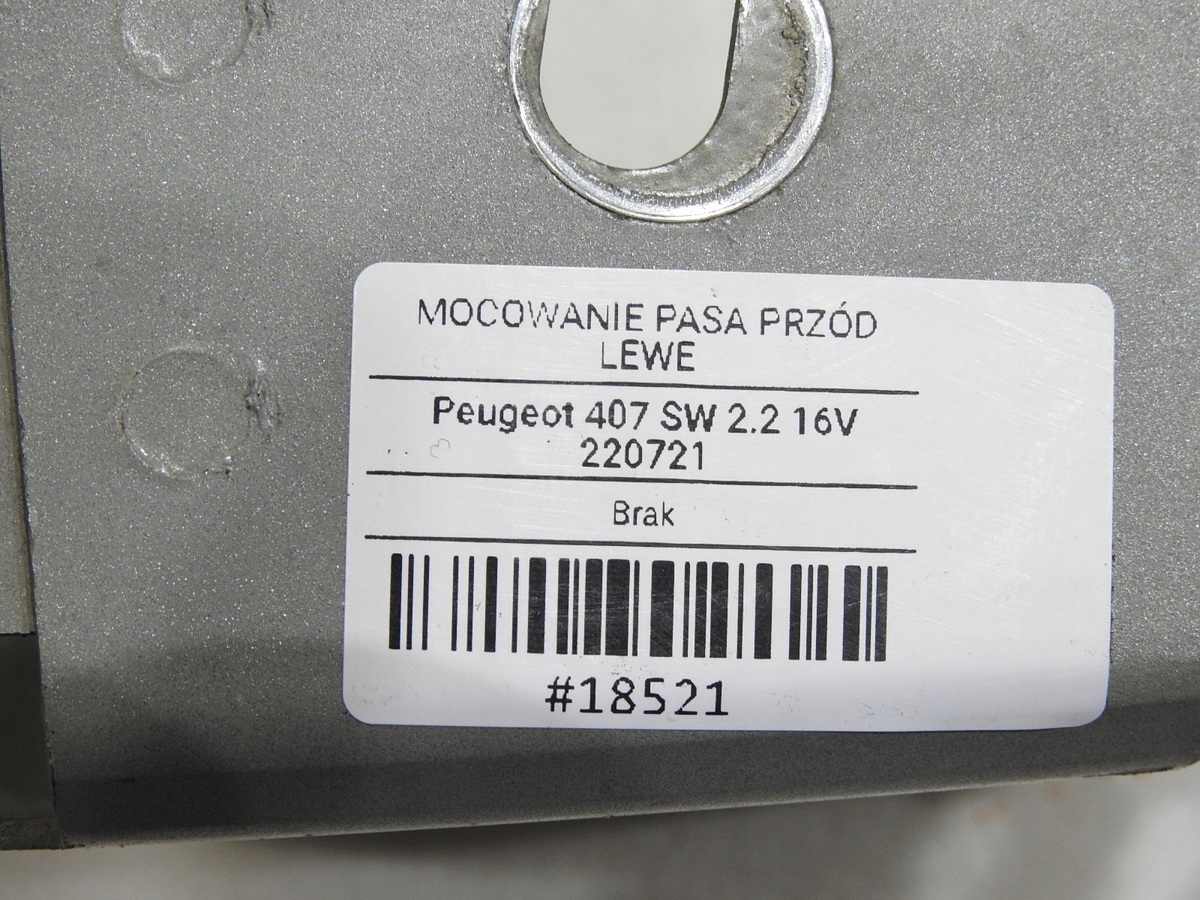 MOCOWANIE PASA PRZÓD
LEWE
Peugeot 407 SW 2.2 16V
220721
Brak
#18521